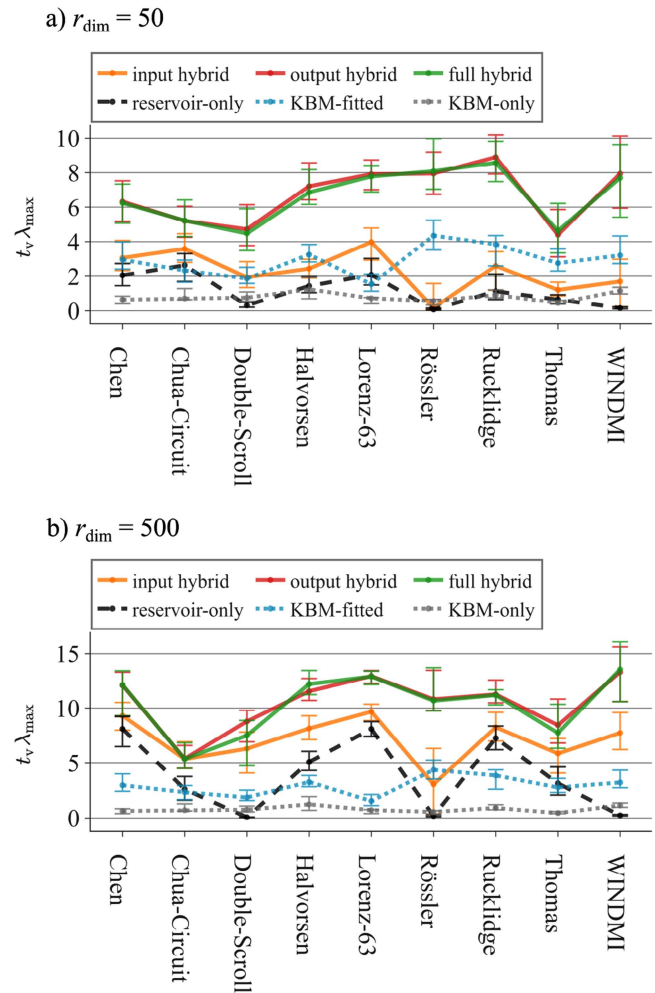 a) r_dim = 50
input hybrid output hybrid full hybrid
reservoir-only KBM-fitted KBM-only
10
8
6
4
2
0
t_v λ_max
Chen
Chua-Circuit
Double-Scroll
Halvorsen
Lorenz-63
Rössler
Rucklidge
Thomas
WINDMI
b) r_dim = 500
input hybrid output hybrid full hybrid
reservoir-only KBM-fitted KBM-only
15
10
5
0
t_v λ_max
Chen
Chua-Circuit
Double-Scroll
Halvorsen
Lorenz-63
Rössler
Rucklidge
Thomas
WINDMI